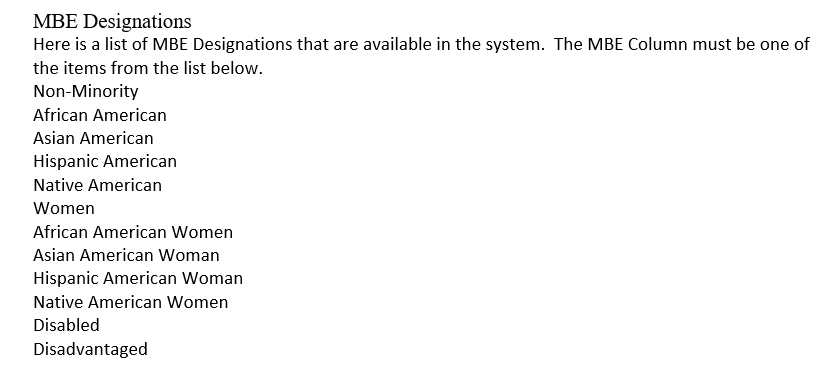 MBE Designations
Here is a list of MBE Designations that are available in the system.  The MBE Column must be one of
the items from the list below.
Non-Minority
African American
Asian American
Hispanic American
Native American
Women
African American Women
Asian American Woman
Hispanic American Woman
Native American Women
Disabled
Disadvantaged